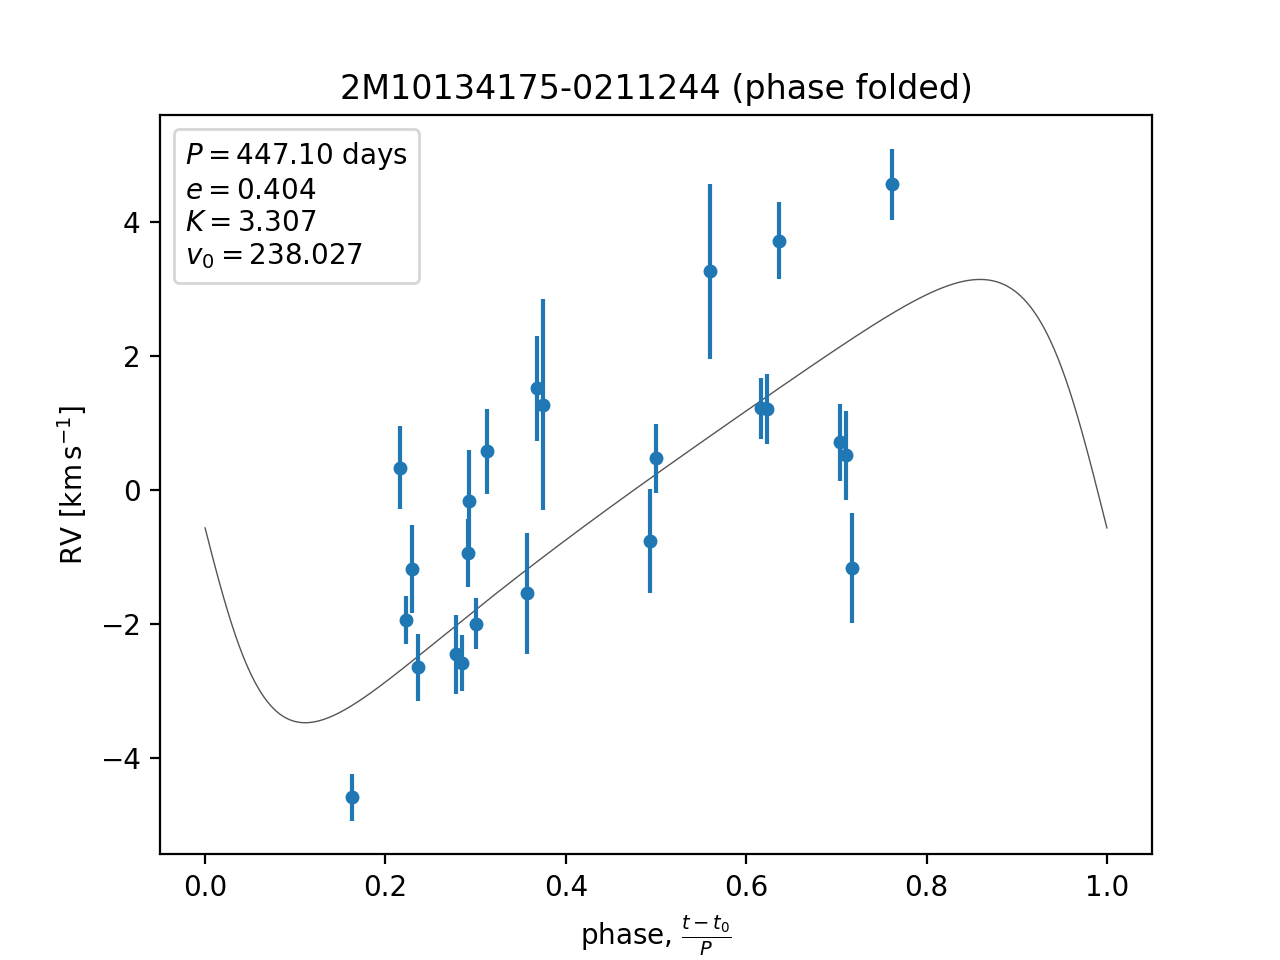 2M10134175-0211244 (phase folded)
P = 447.10 days
e = 0.404
K = 3.307
v₀ = 238.027
4
2
0
−2
−4
RV [km s⁻¹]
0.0 0.2 0.4 0.6 0.8 1.0
phase, (t − t₀)/P